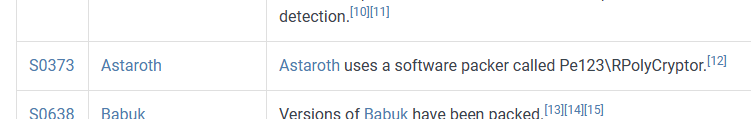 detection.[10][11]
S0373 Astaroth Astaroth uses a software packer called Pe123\RPolyCryptor.[12]
S0638 Babuk Versions of Babuk have been packed.[13][14][15]